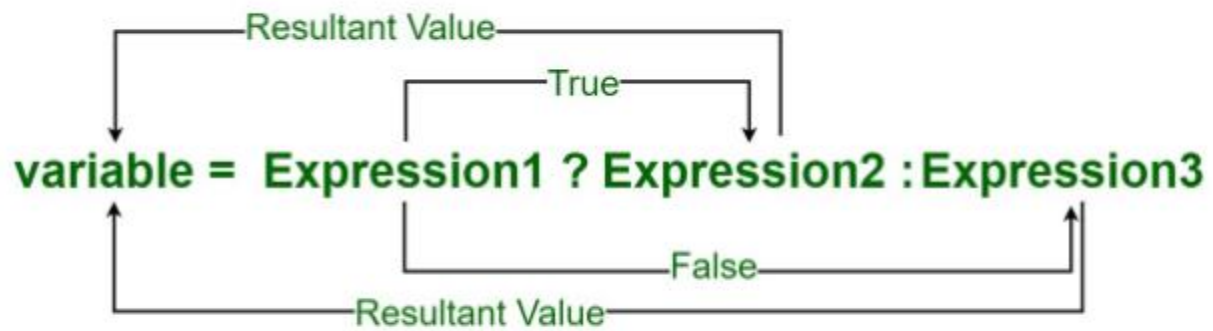 Resultant Value
True
variable = Expression1 ? Expression2 :Expression3
False
Resultant Value